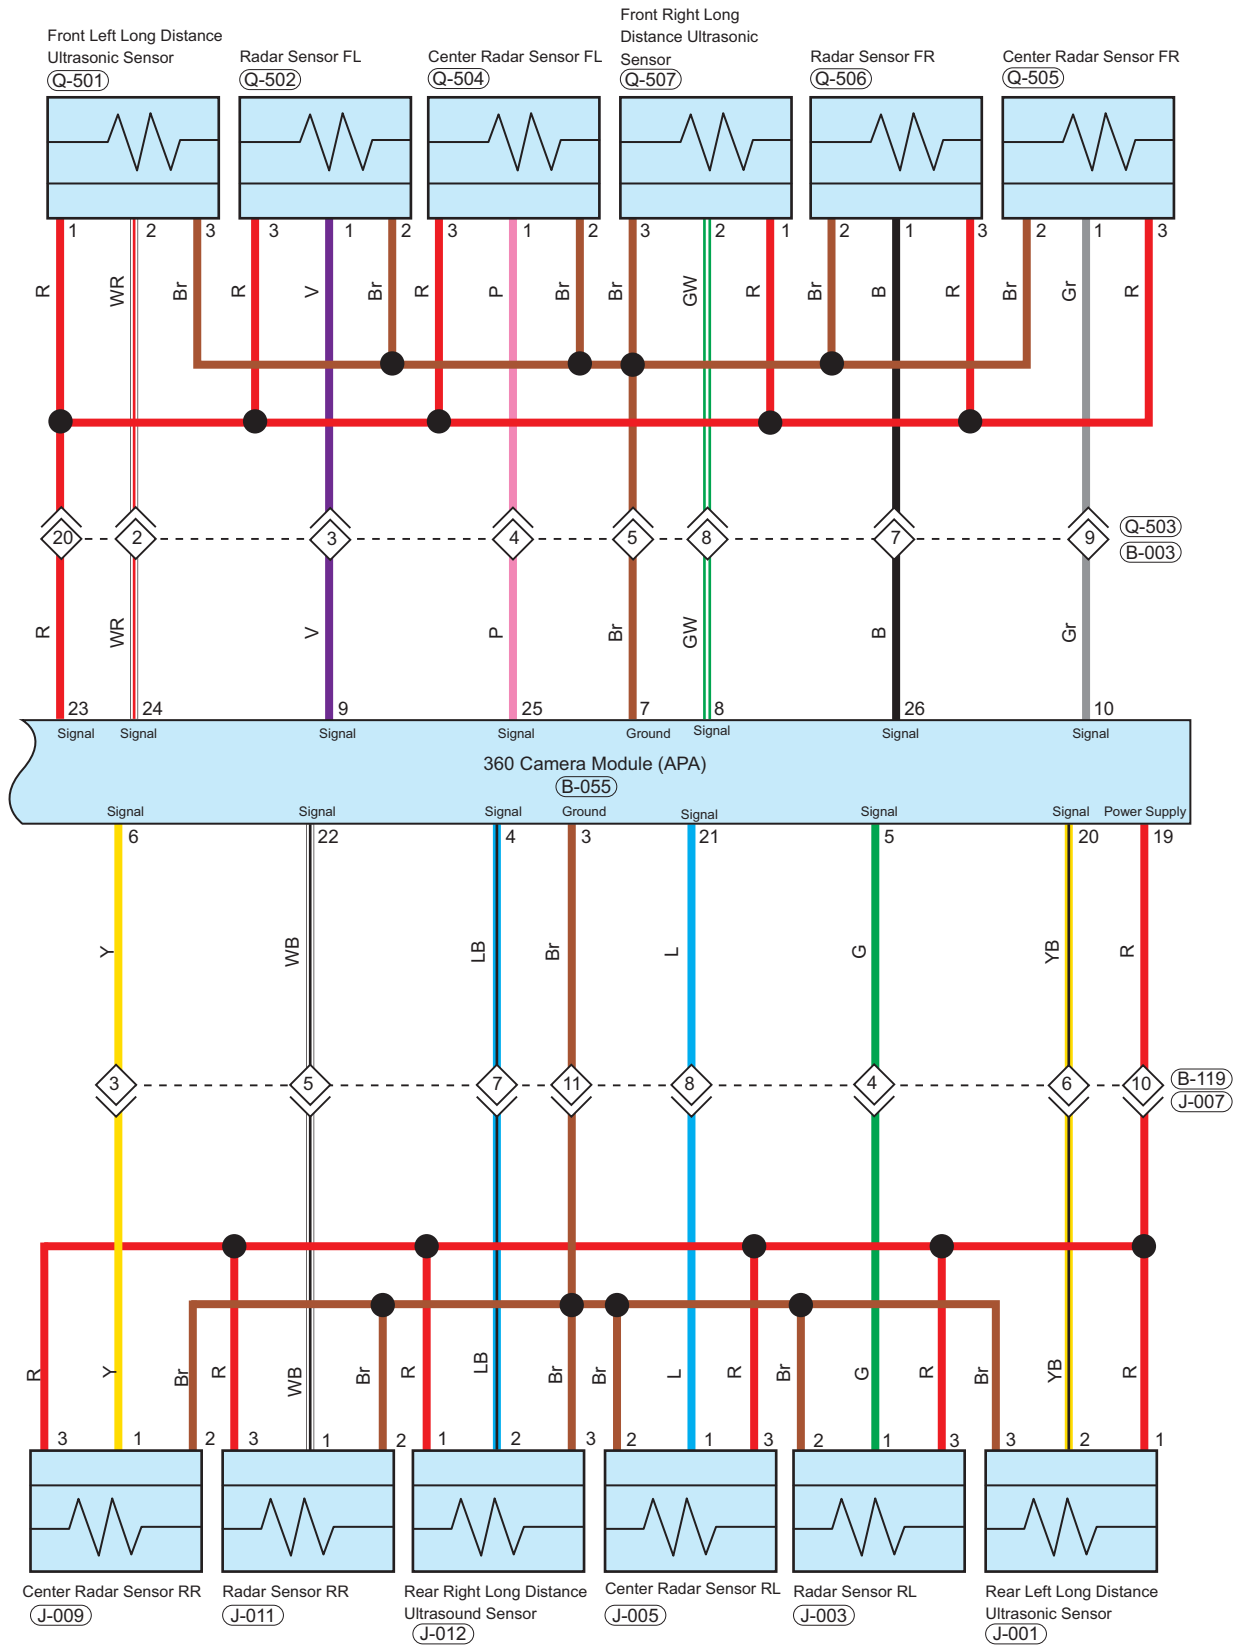 Front Left Long Distance
Ultrasonic Sensor
Q-501
Radar Sensor FL
Q-502
Center Radar Sensor FL
Q-504
Front Right Long
Distance Ultrasonic
Sensor
Q-507
Radar Sensor FR
Q-506
Center Radar Sensor FR
Q-505
1 2 3 3 1 2 3 1 2 3 2 1 2 1 3 2 1 3
R WR Br R V Br R P Br Br GW R Br B R Br Gr R
20 2 3 4 5 8 7 9
Q-503
B-003
R WR V P Br GW B Gr
23 24 9 25 7 8 26 10
Signal Signal Signal Signal Ground Signal Signal Signal
360 Camera Module (APA)
B-055
Signal Signal Signal Ground Signal Signal Signal Power Supply
6 22 4 3 21 5 20 19
Y WB LB Br L G YB R
3 5 7 11 8 4 6 10
B-119
J-007
R Y Br R WB Br R LB Br Br L R Br G R Br YB R
3 1 2 3 1 2 1 2 3 2 1 3 2 1 3 3 2 1
Center Radar Sensor RR
J-009
Radar Sensor RR
J-011
Rear Right Long Distance
Ultrasound Sensor
J-012
Center Radar Sensor RL
J-005
Radar Sensor RL
J-003
Rear Left Long Distance
Ultrasonic Sensor
J-001